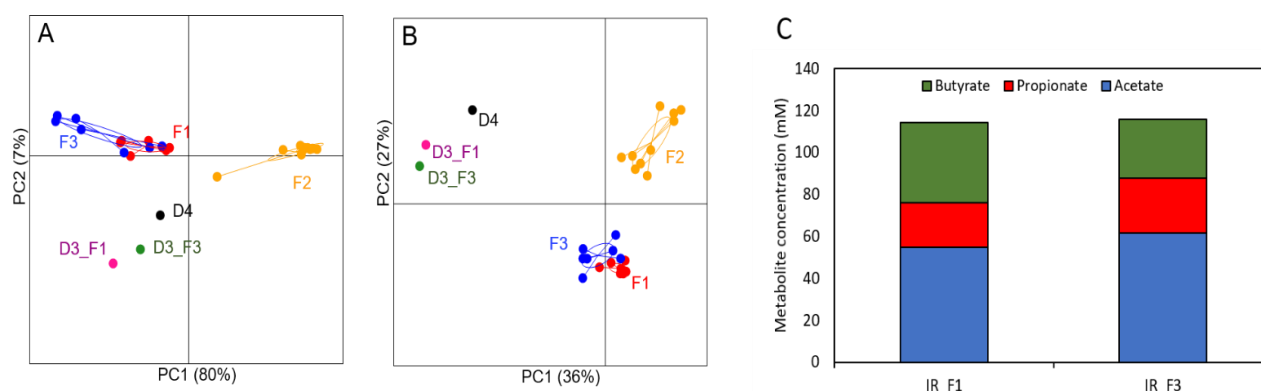 A
F3
F1
F2
D4
D3_F1
D3_F3
PC2 (7%)
PC1 (80%)
B
D4
D3_F1
D3_F3
F2
F3
F1
PC2 (27%)
PC1 (36%)
C
Butyrate Propionate Acetate
Metabolite concentration (mM)
140
120
100
80
60
40
20
0
IR_F1 IR_F3